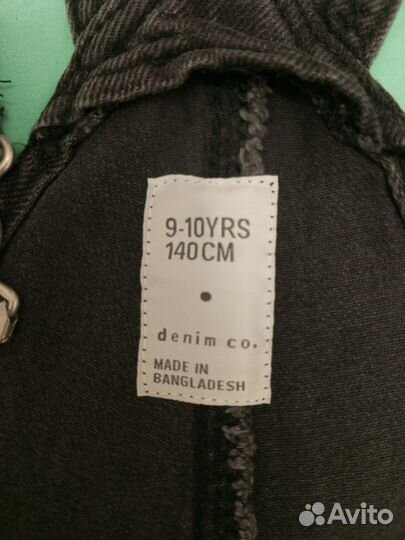 9-10YRS
140CM
denim co.
MADE IN
BANGLADESH
Avito